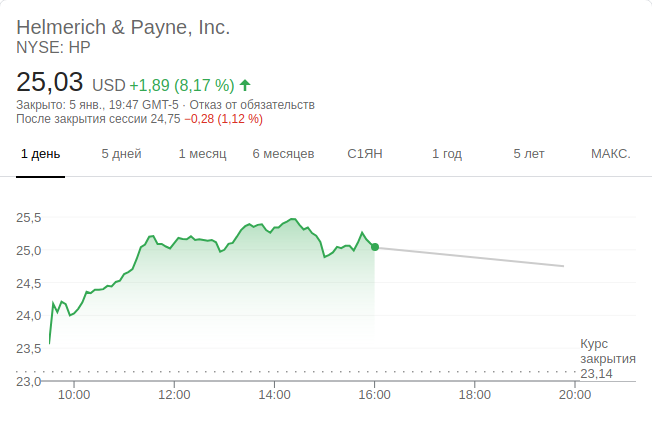 Helmerich & Payne, Inc.
NYSE: HP
25,03 USD +1,89 (8,17 %)
Закрыто: 5 янв., 19:47 GMT-5 · Отказ от обязательств
После закрытия сессии 24,75 −0,28 (1,12 %)
1 день 5 дней 1 месяц 6 месяцев С1ЯН 1 год 5 лет МАКС.
25,5
25,0
24,5
24,0
23,5
Курс
закрытия
23,14
23,0
10:00 12:00 14:00 16:00 18:00 20:00